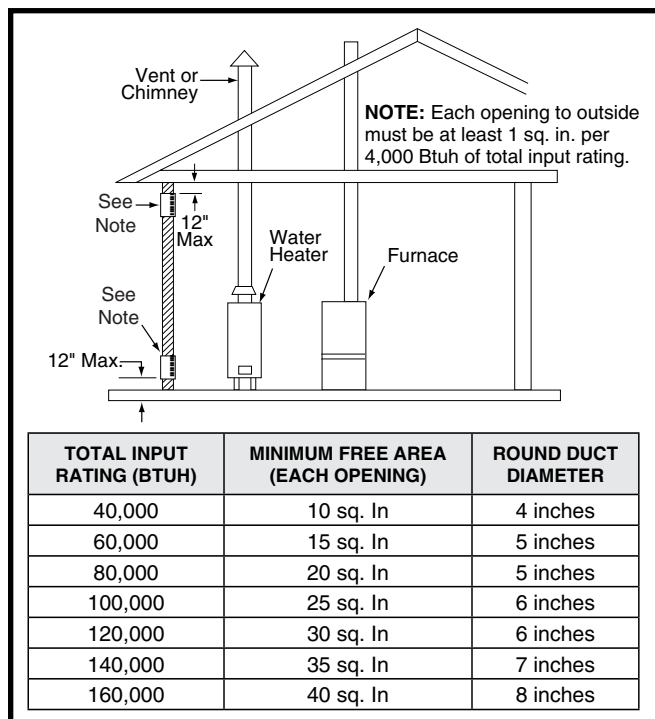 Vent or
Chimney
NOTE: Each opening to outside
must be at least 1 sq. in. per
4,000 Btuh of total input rating.
See
Note
12"
Max
Water
Heater
Furnace
See
Note
12" Max.
TOTAL INPUT
RATING (BTUH)
MINIMUM FREE AREA
(EACH OPENING)
ROUND DUCT
DIAMETER
40,000 10 sq. In 4 inches
60,000 15 sq. In 5 inches
80,000 20 sq. In 5 inches
100,000 25 sq. In 6 inches
120,000 30 sq. In 6 inches
140,000 35 sq. In 7 inches
160,000 40 sq. In 8 inches